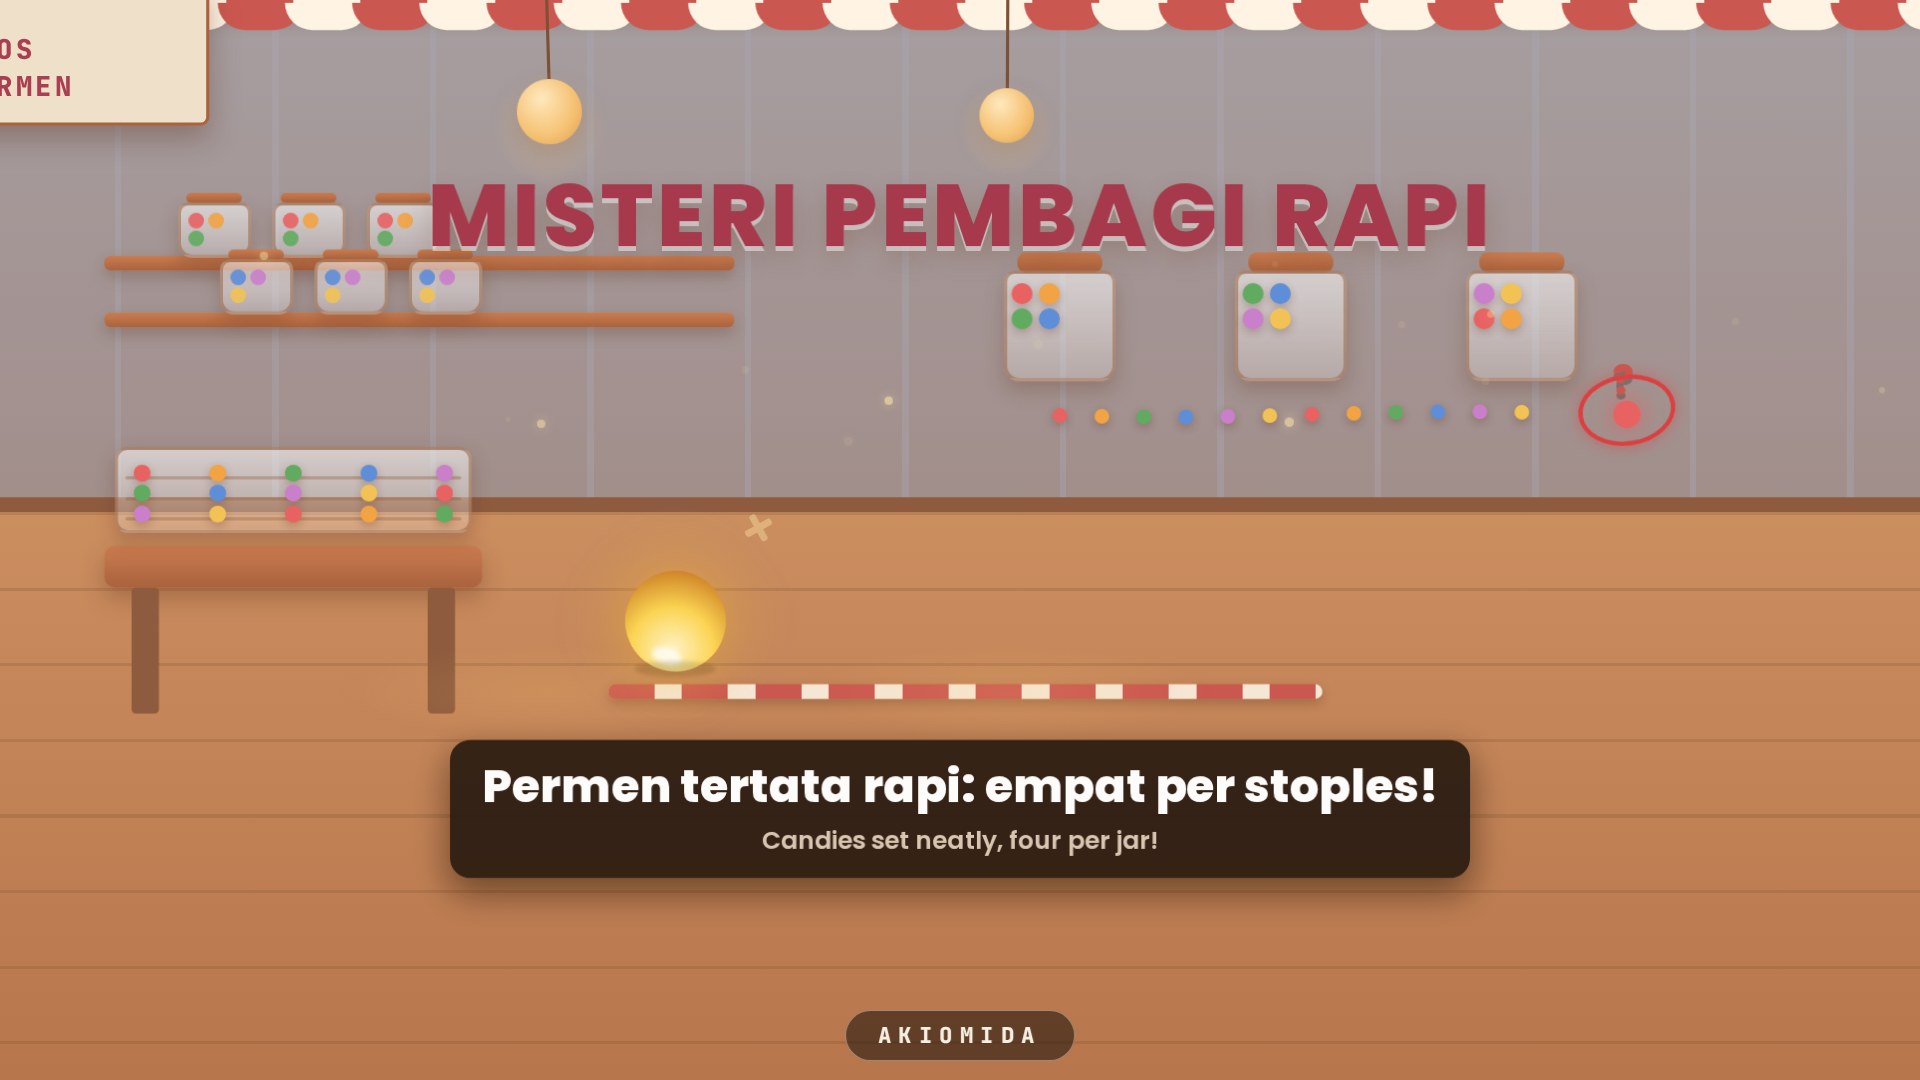 OS
RMEN
MISTERI PEMBAGI RAPI
?
Permen tertata rapi: empat per stoples!
Candies set neatly, four per jar!
AKIOMIDA